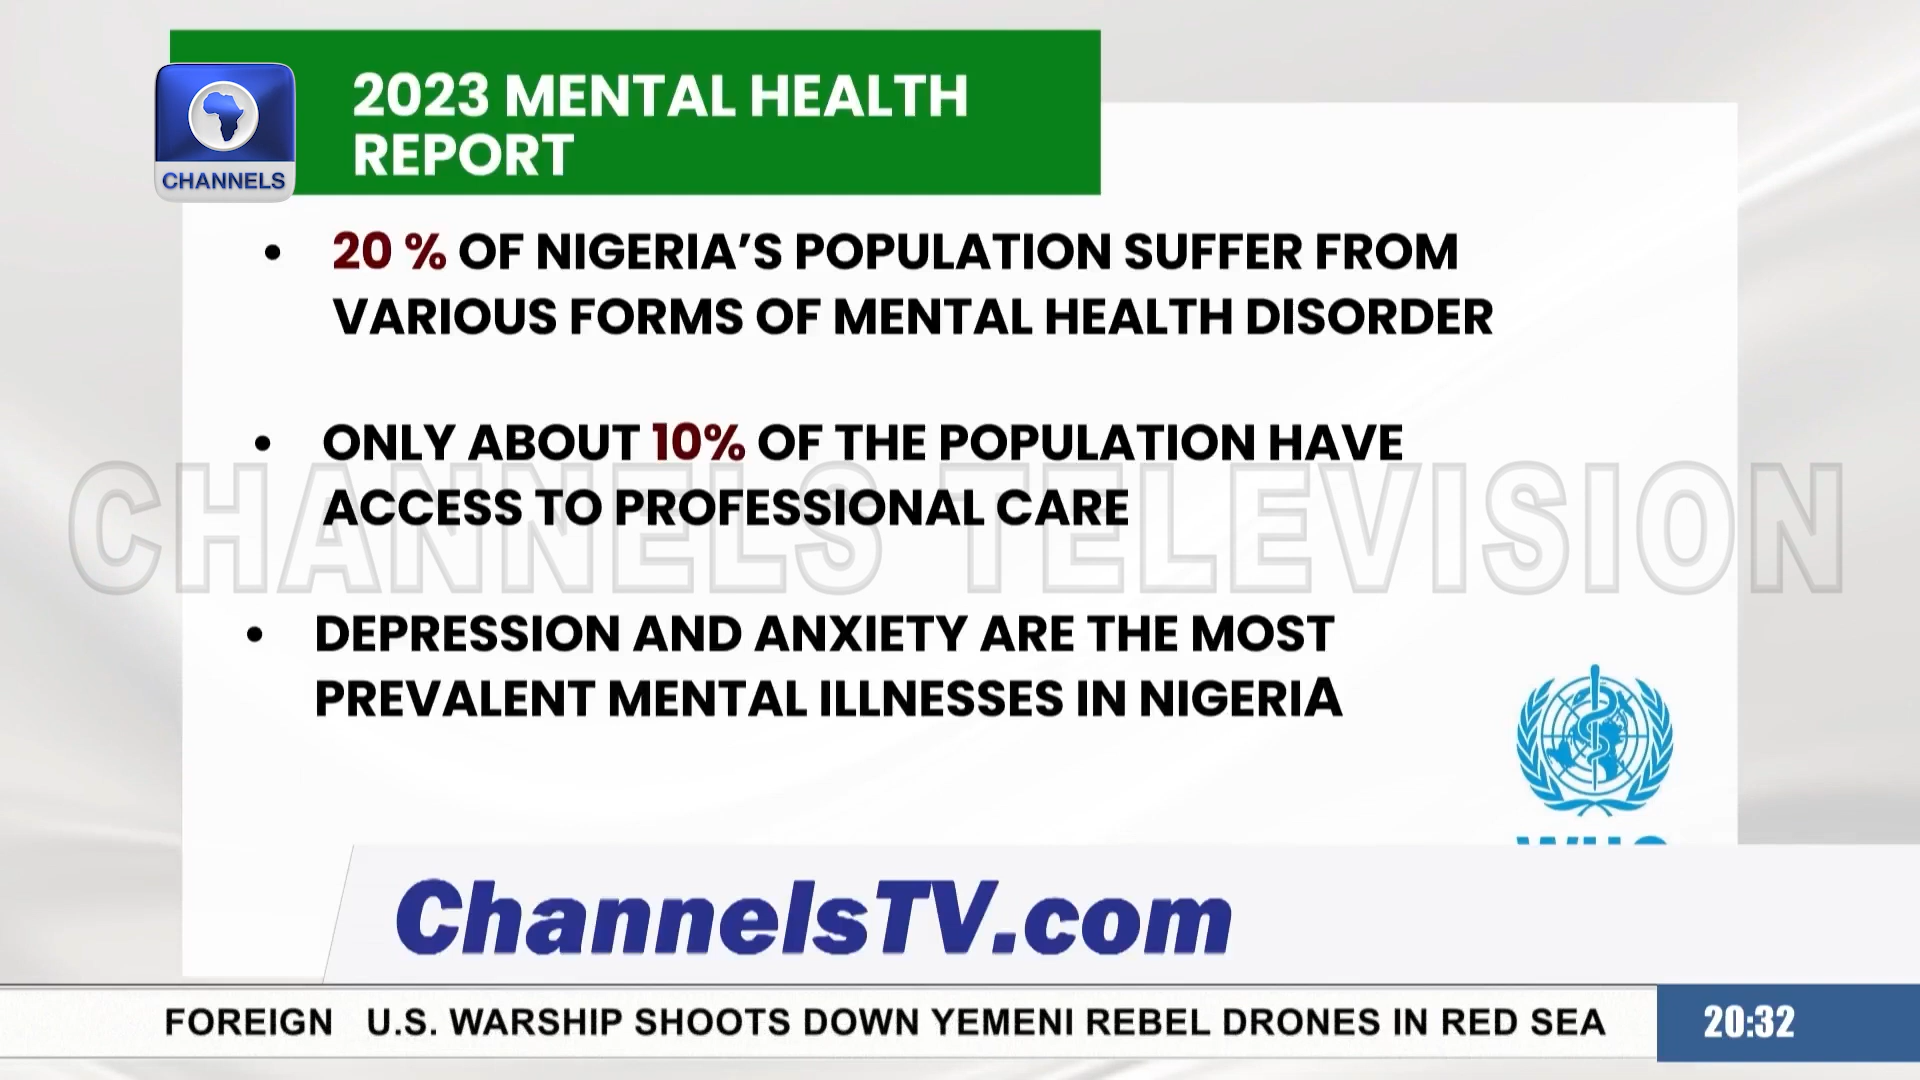 2023 MENTAL HEALTH
REPORT
CHANNELS
• 20 % OF NIGERIA’S POPULATION SUFFER FROM
VARIOUS FORMS OF MENTAL HEALTH DISORDER
• ONLY ABOUT 10% OF THE POPULATION HAVE
ACCESS TO PROFESSIONAL CARE
CHANNELS TELEVISION
• DEPRESSION AND ANXIETY ARE THE MOST
PREVALENT MENTAL ILLNESSES IN NIGERIA
ChannelsTV.com
FOREIGN U.S. WARSHIP SHOOTS DOWN YEMENI REBEL DRONES IN RED SEA
20:32